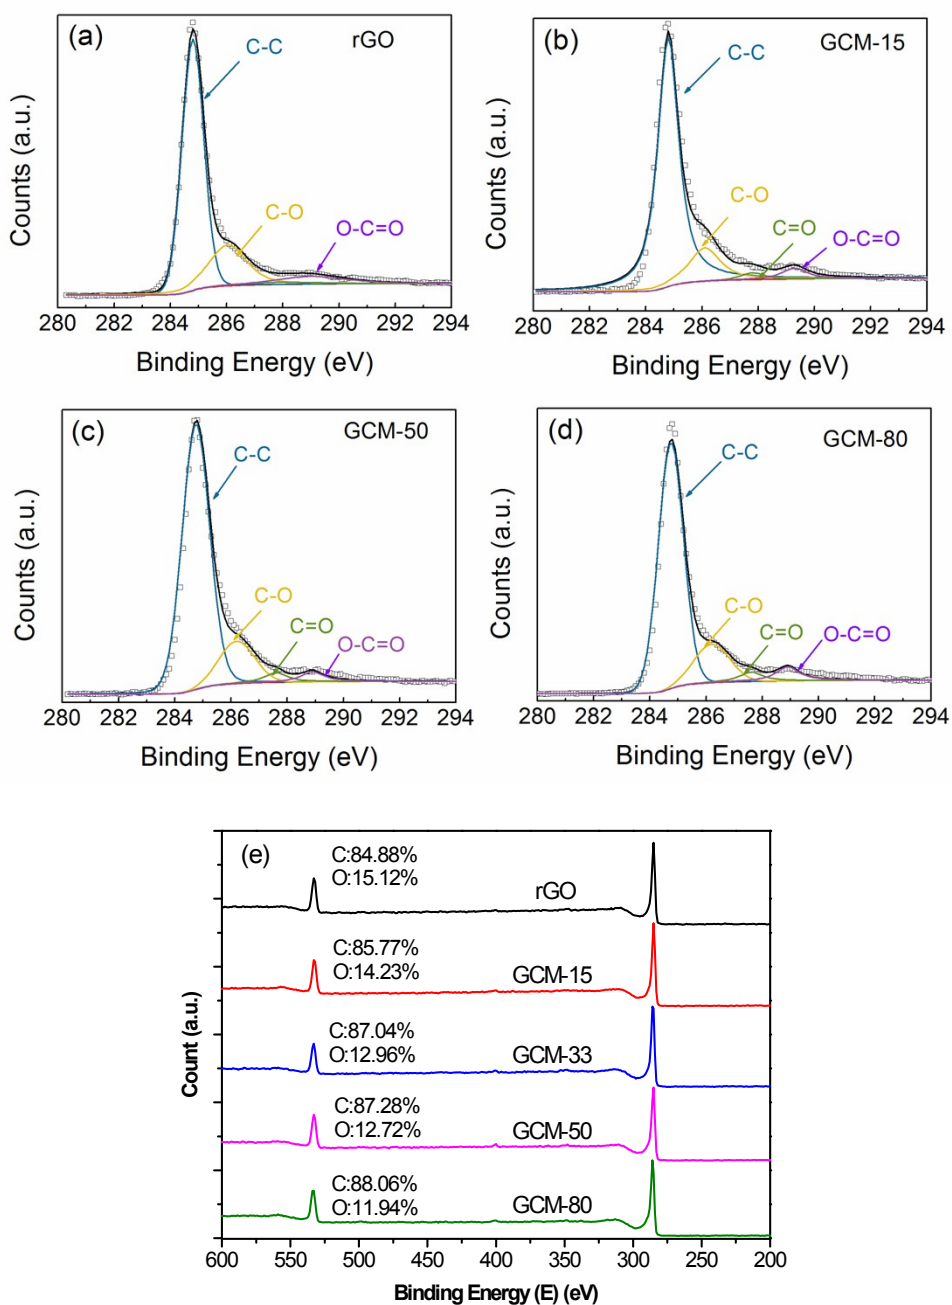 (a)
rGO
C-C
C-O
O-C=O
Counts (a.u.)
280 282 284 286 288 290 292 294
Binding Energy (eV)
(b)
GCM-15
C-C
C-O
C=O
O-C=O
Counts (a.u.)
280 282 284 286 288 290 292 294
Binding Energy (eV)
(c)
GCM-50
C-C
C-O
C=O
O-C=O
Counts (a.u.)
280 282 284 286 288 290 292 294
Binding Energy (eV)
(d)
GCM-80
C-C
C-O
C=O
O-C=O
Counts (a.u.)
280 282 284 286 288 290 292 294
Binding Energy (eV)
(e)
C:84.88%
O:15.12%
rGO
C:85.77%
O:14.23%
GCM-15
C:87.04%
O:12.96%
GCM-33
C:87.28%
O:12.72%
GCM-50
C:88.06%
O:11.94%
GCM-80
Count (a.u.)
600 550 500 450 400 350 300 250 200
Binding Energy (E) (eV)